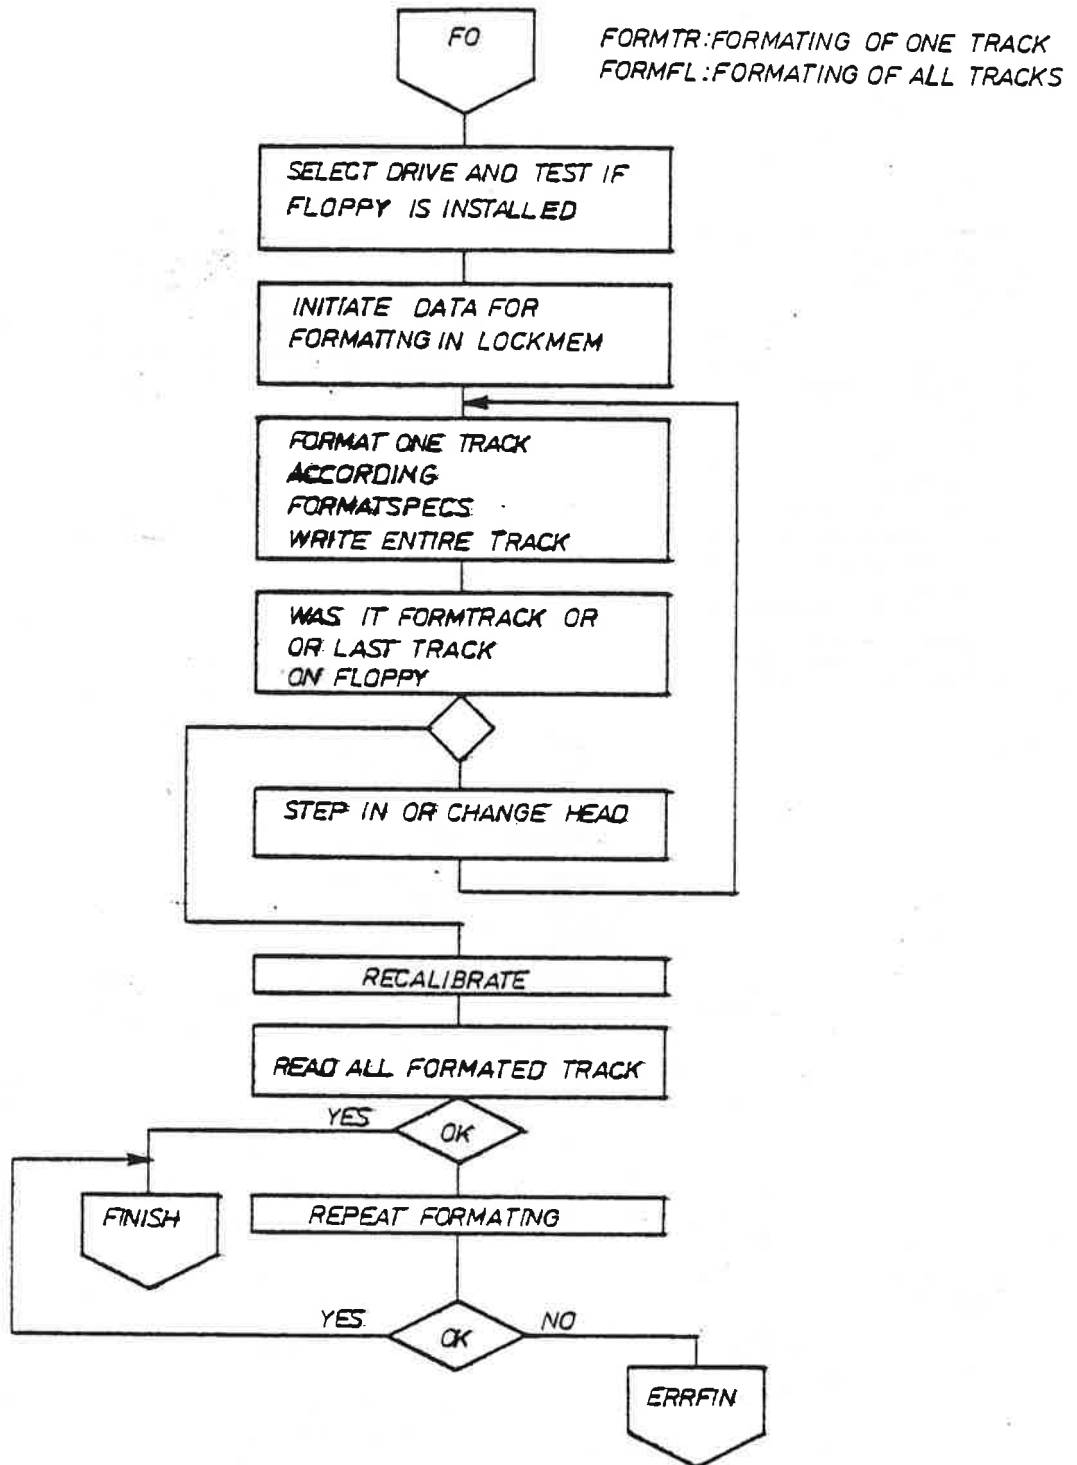 FO
FORMTR:FORMATING OF ONE TRACK
FORMFL:FORMATING OF ALL TRACKS
SELECT DRIVE AND TEST IF
FLOPPY IS INSTALLED
INITIATE DATA FOR
FORMATING IN LOCKMEM
FORMAT ONE TRACK
ACCORDING
FORMATSPECS
WRITE ENTIRE TRACK
WAS IT FORMTRACK OR
OR LAST TRACK
ON FLOPPY
STEP IN OR CHANGE HEAD
RECALIBRATE
READ ALL FORMATED TRACK
YES
OK
FINISH
REPEAT FORMATING
YES
OK
NO
ERRFIN